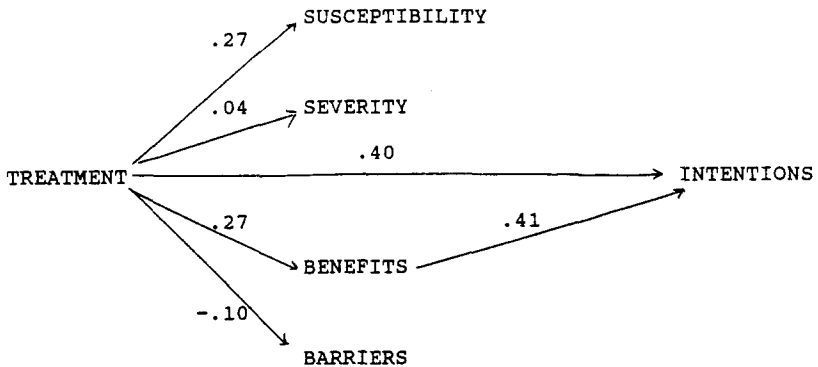 SUSCEPTIBILITY
.27
.04
SEVERITY
.40
TREATMENT
INTENTIONS
.27
.41
BENEFITS
-.10
BARRIERS